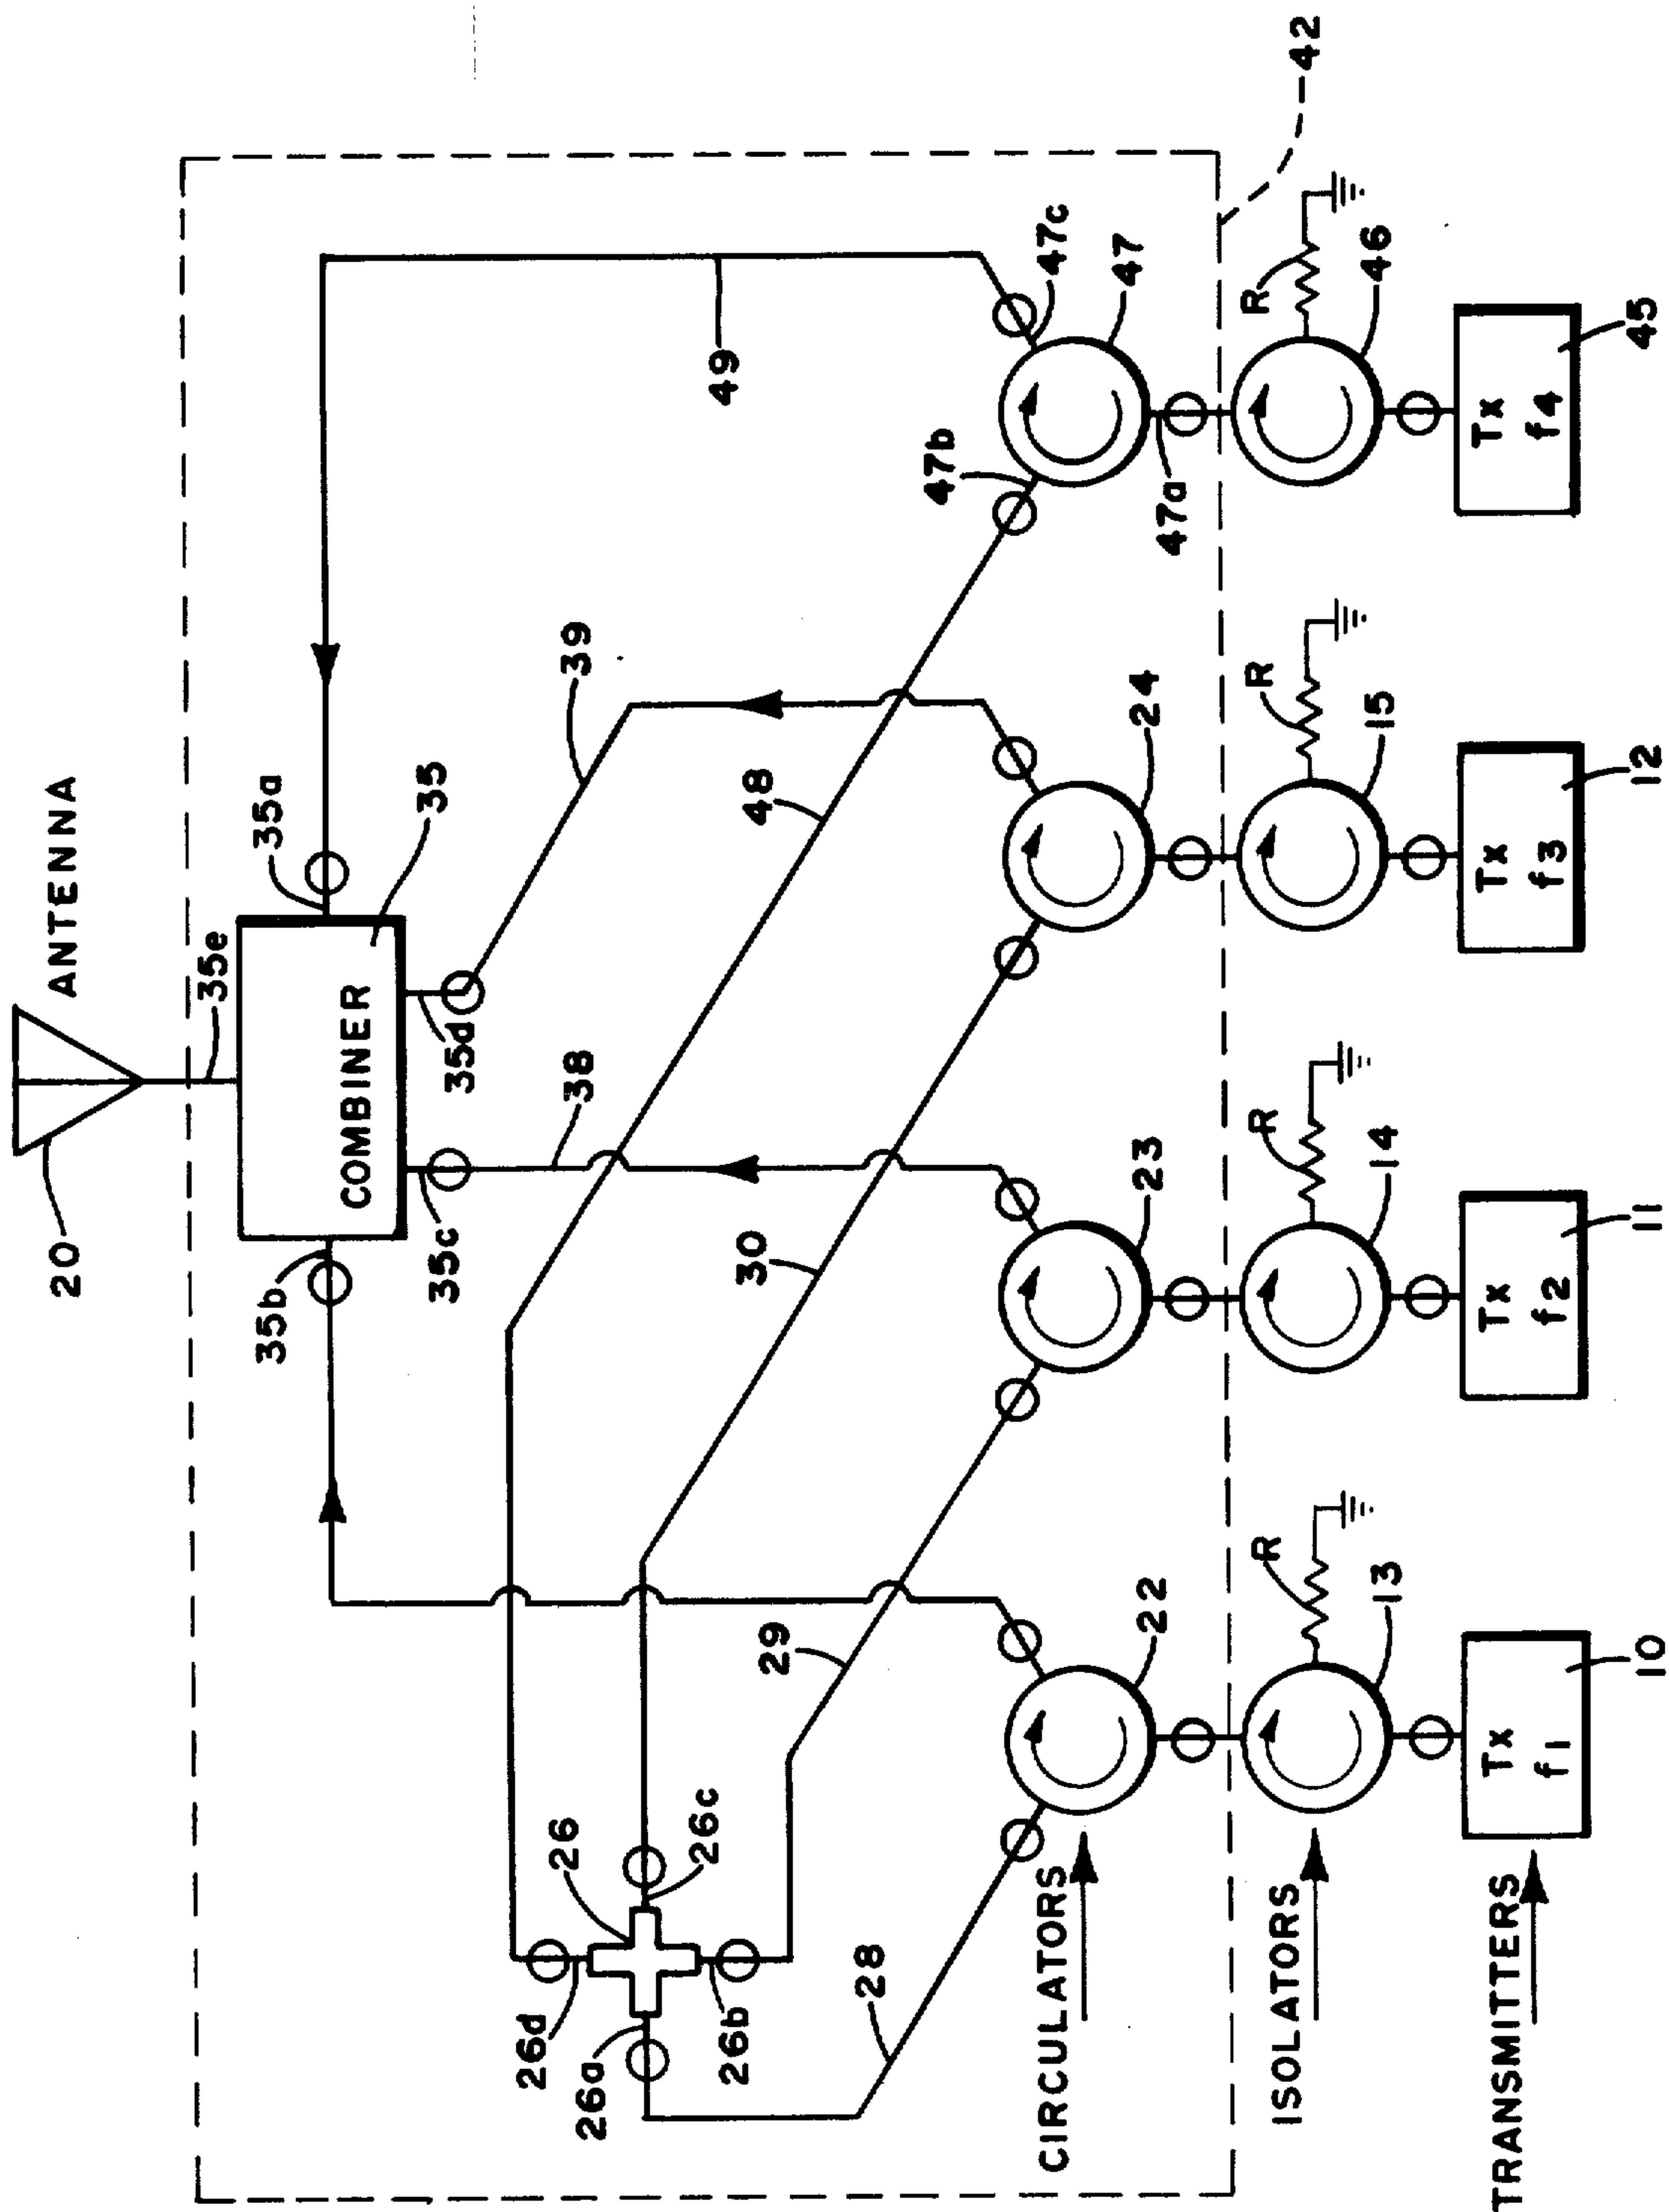 20
ANTENNA
35e
35b
35a
COMBINER
35
35c
35d
38
39
49
26d
26
26a
26c
26b
29
30
48
28
47b
47c
CIRCULATORS
22
23
24
47
47a
42
ISOLATORS
R
R
R
R
13
14
15
46
TRANSMITTERS
Tx
f1
Tx
f2
Tx
f3
Tx
f4
10
11
12
45